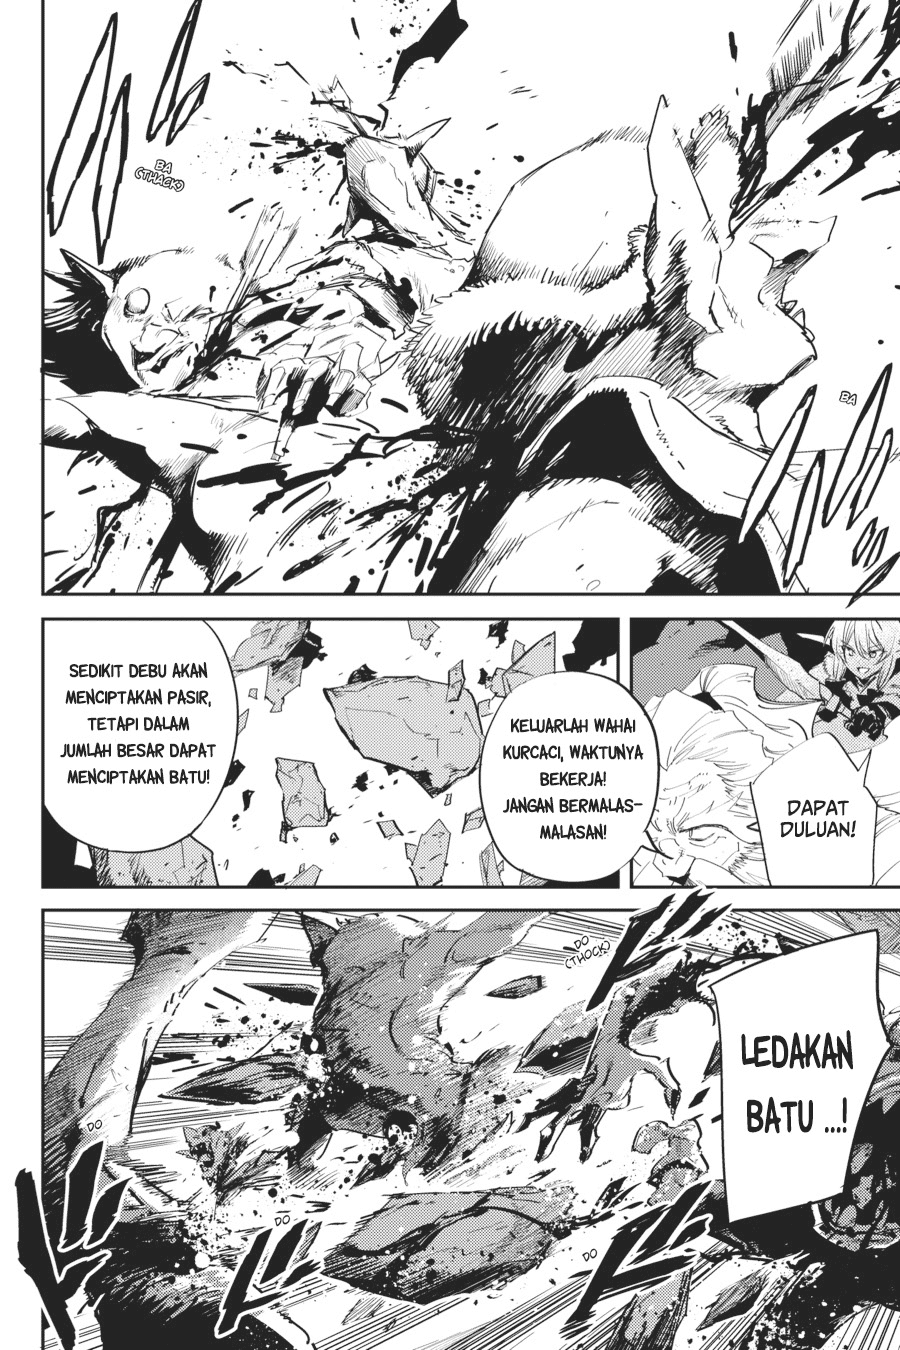 BA
(THACK)
BA
DAPAT
DULUAN!
KELUARLAH WAHAI
KURCACI, WAKTUNYA
BEKERJA!
JANGAN BERMALAS-
MALASAN!
SEDIKIT DEBU AKAN
MENCIPTAKAN PASIR,
TETAPI DALAM
JUMLAH BESAR DAPAT
MENCIPTAKAN BATU!
DO
(THOCK)
LEDAKAN
BATU ...!
DO
DO
DO